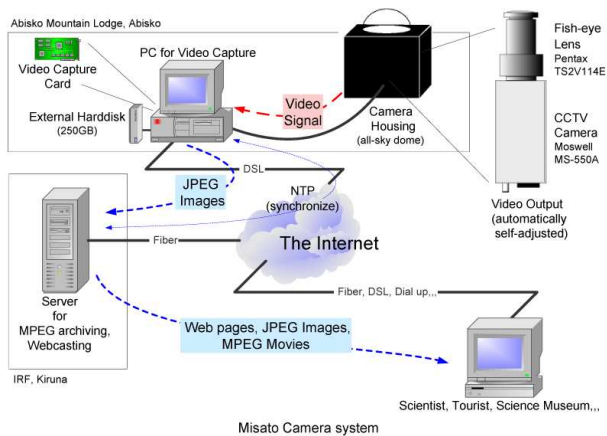 Abisko Mountain Lodge, Abisko
PC for Video Capture
Video Capture
Card
External Harddisk
(250GB)
Video
Signal
Camera
Housing
(all-sky dome)
Fish-eye
Lens
Pentax
TS2V114E
CCTV
Camera
Moswell
MS-550A
Video Output
(automatically
self-adjusted)
DSL
JPEG
Images
NTP
(synchronize)
Fiber
The Internet
Server
for
MPEG archiving,
Webcasting
IRF, Kiruna
Fiber, DSL, Dial up,,,
Web pages, JPEG Images,
MPEG Movies
Scientist, Tourist, Science Museum,,,
Misato Camera system